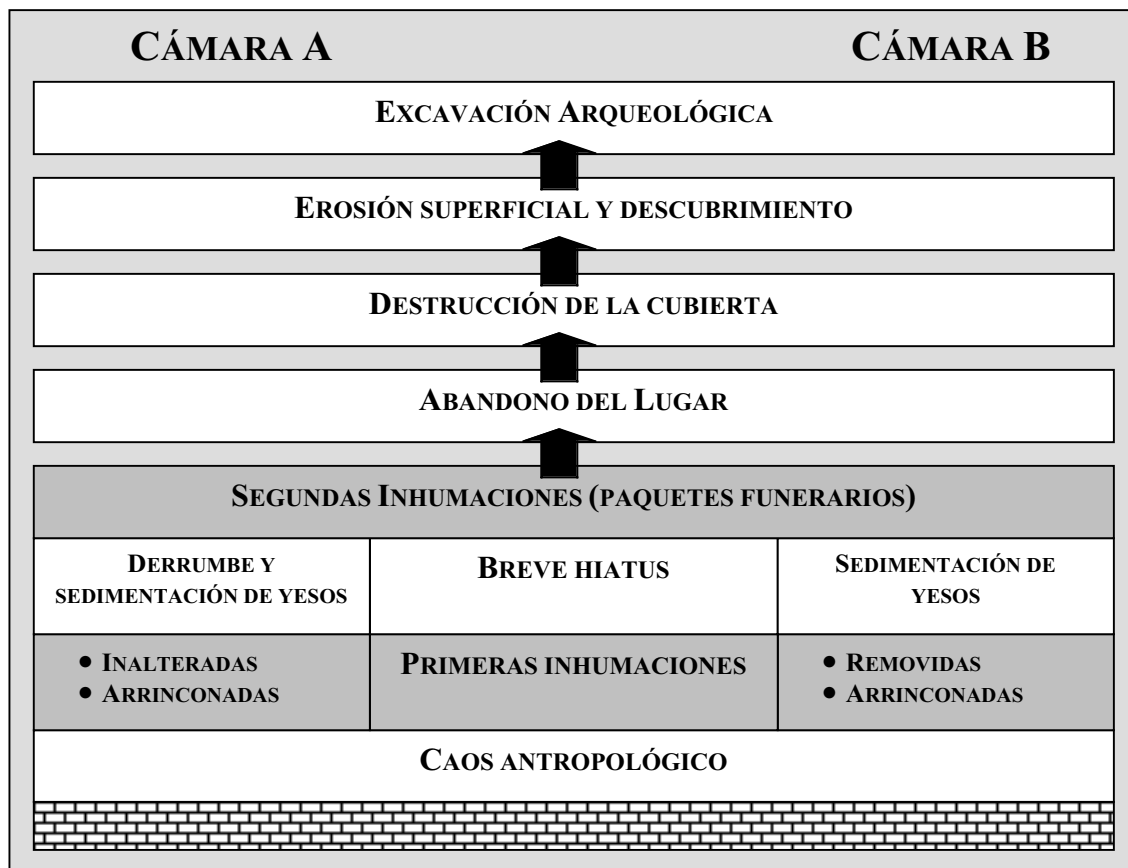 CÁMARA A
CÁMARA B
EXCAVACIÓN ARQUEOLÓGICA
EROSIÓN SUPERFICIAL Y DESCUBRIMIENTO
DESTRUCCIÓN DE LA CUBIERTA
ABANDONO DEL LUGAR
SEGUNDAS INHUMACIONES (PAQUETES FUNERARIOS)
DERRUMBE Y
SEDIMENTACIÓN DE YESOS
BREVE HIATUS
SEDIMENTACIÓN DE
YESOS
• INALTERADAS
• ARRINCONADAS
PRIMERAS INHUMACIONES
• REMOVIDAS
• ARRINCONADAS
CAOS ANTROPOLÓGICO